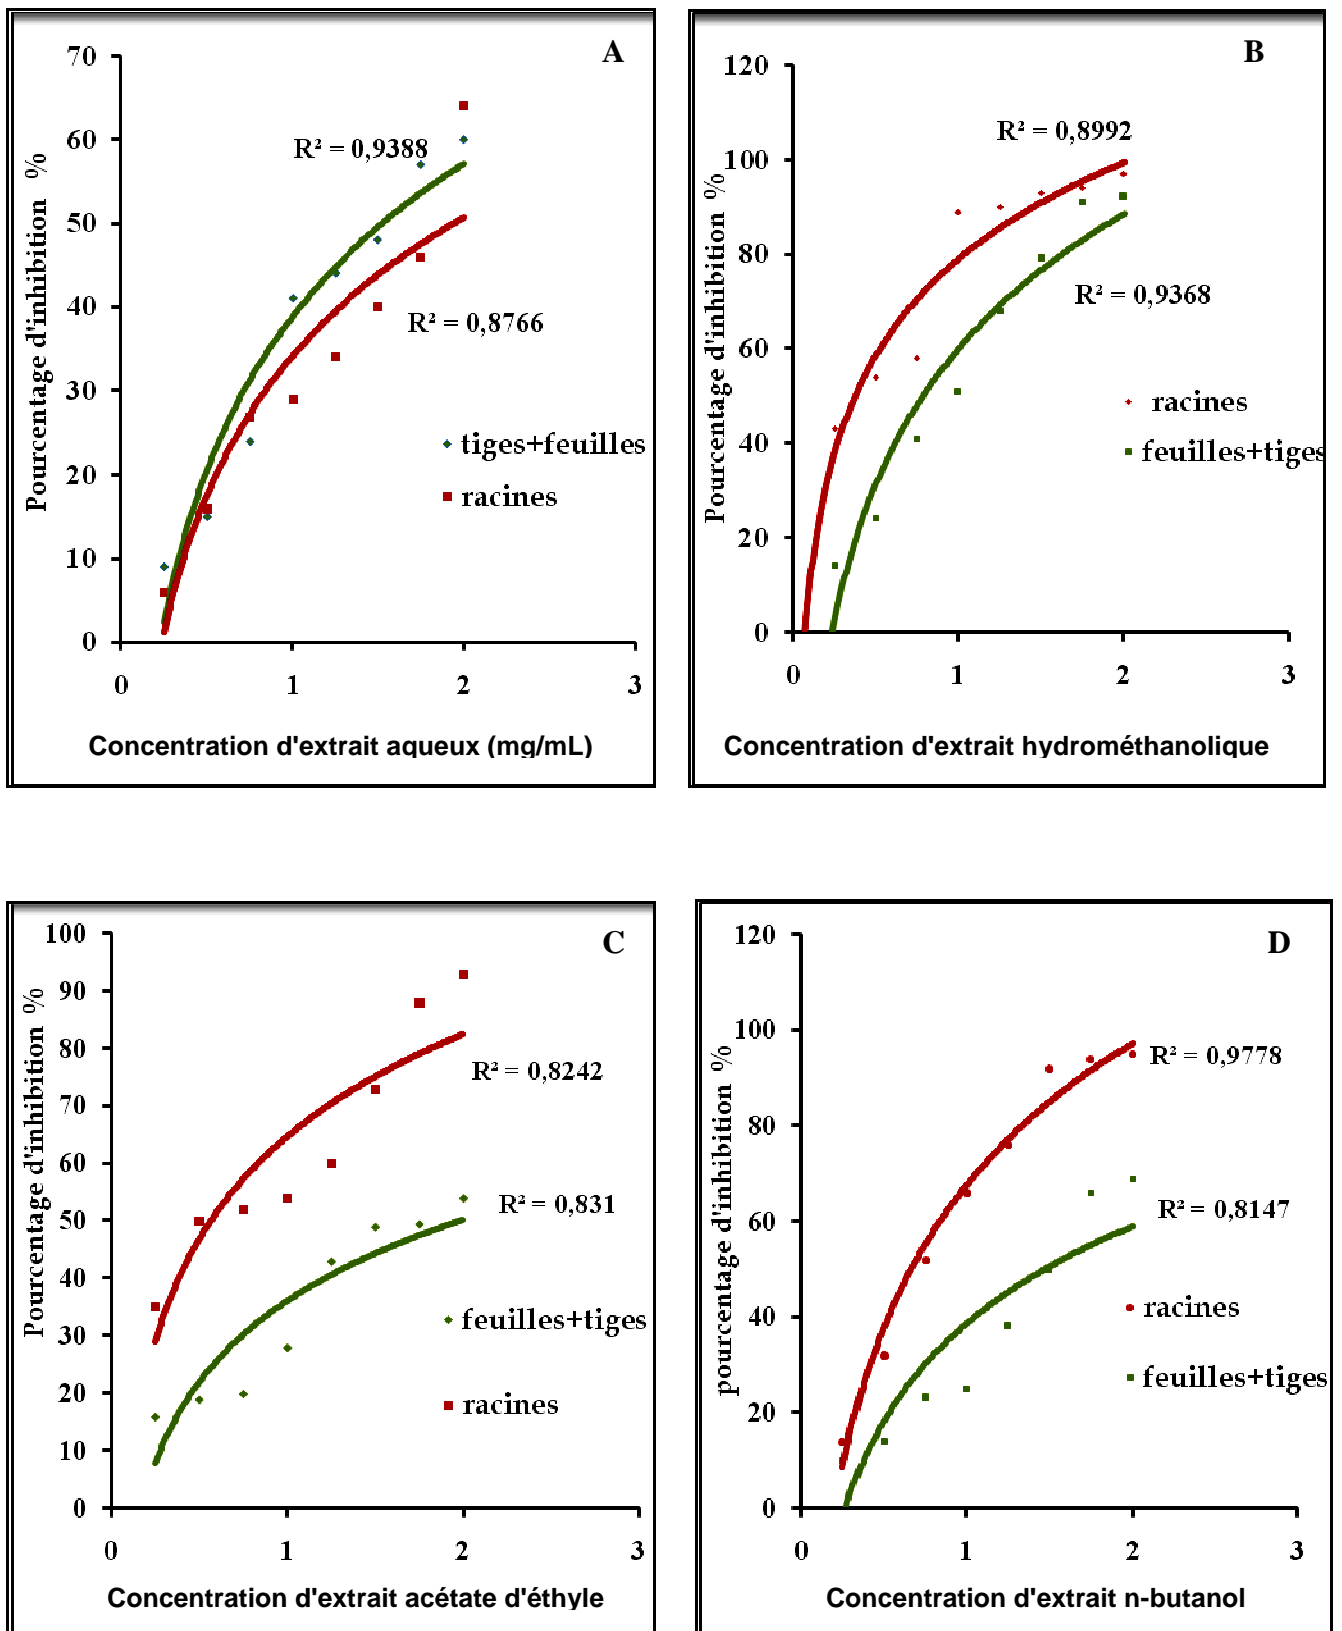 A
70
60
50
40
30
20
10
0
0 1 2 3
Pourcentage d'inhibition %
R² = 0,9388
R² = 0,8766
tiges+feuilles
racines
Concentration d'extrait aqueux (mg/mL)
B
120
100
80
60
40
20
0
0 1 2 3
Pourcentage d'inhibition %
R² = 0,8992
R² = 0,9368
racines
feuilles+tiges
Concentration d'extrait hydrométhanolique
C
100
90
80
70
60
50
40
30
20
10
0
0 1 2 3
Pourcentage d'inhibition %
R² = 0,8242
R² = 0,831
feuilles+tiges
racines
Concentration d'extrait acétate d'éthyle
D
120
100
80
60
40
20
0
0 1 2 3
pourcentage d'inhibition %
R² = 0,9778
R² = 0,8147
racines
feuilles+tiges
Concentration d'extrait n-butanol